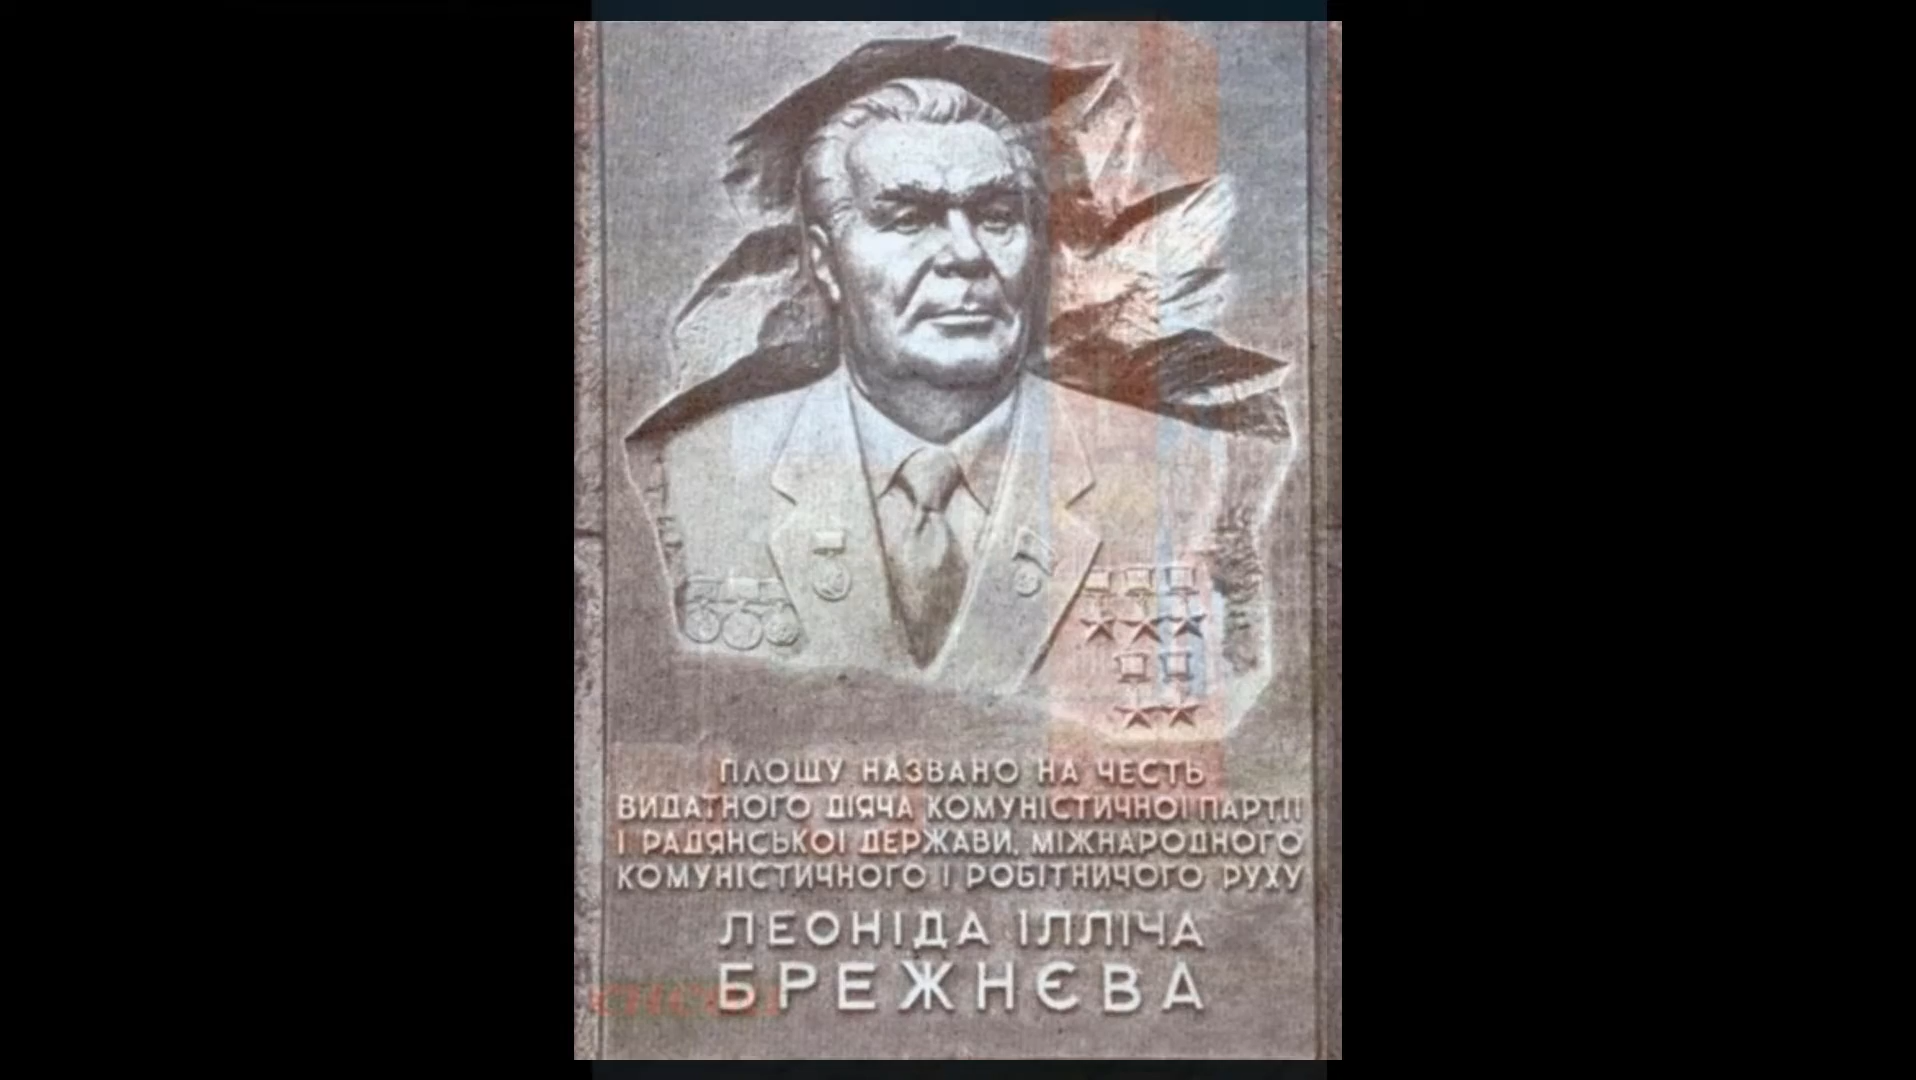 ПЛОЩУ НАЗВАНО НА ЧЕСТЬ
ВИДАТНОГО ДІЯЧА КОМУНІСТИЧНОЇ ПАРТІЇ
І РАДЯНСЬКОЇ ДЕРЖАВИ, МІЖНАРОДНОГО
КОМУНІСТИЧНОГО І РОБІТНИЧОГО РУХУ
ЛЕОНІДА ІЛЛІЧА
БРЕЖНЄВА